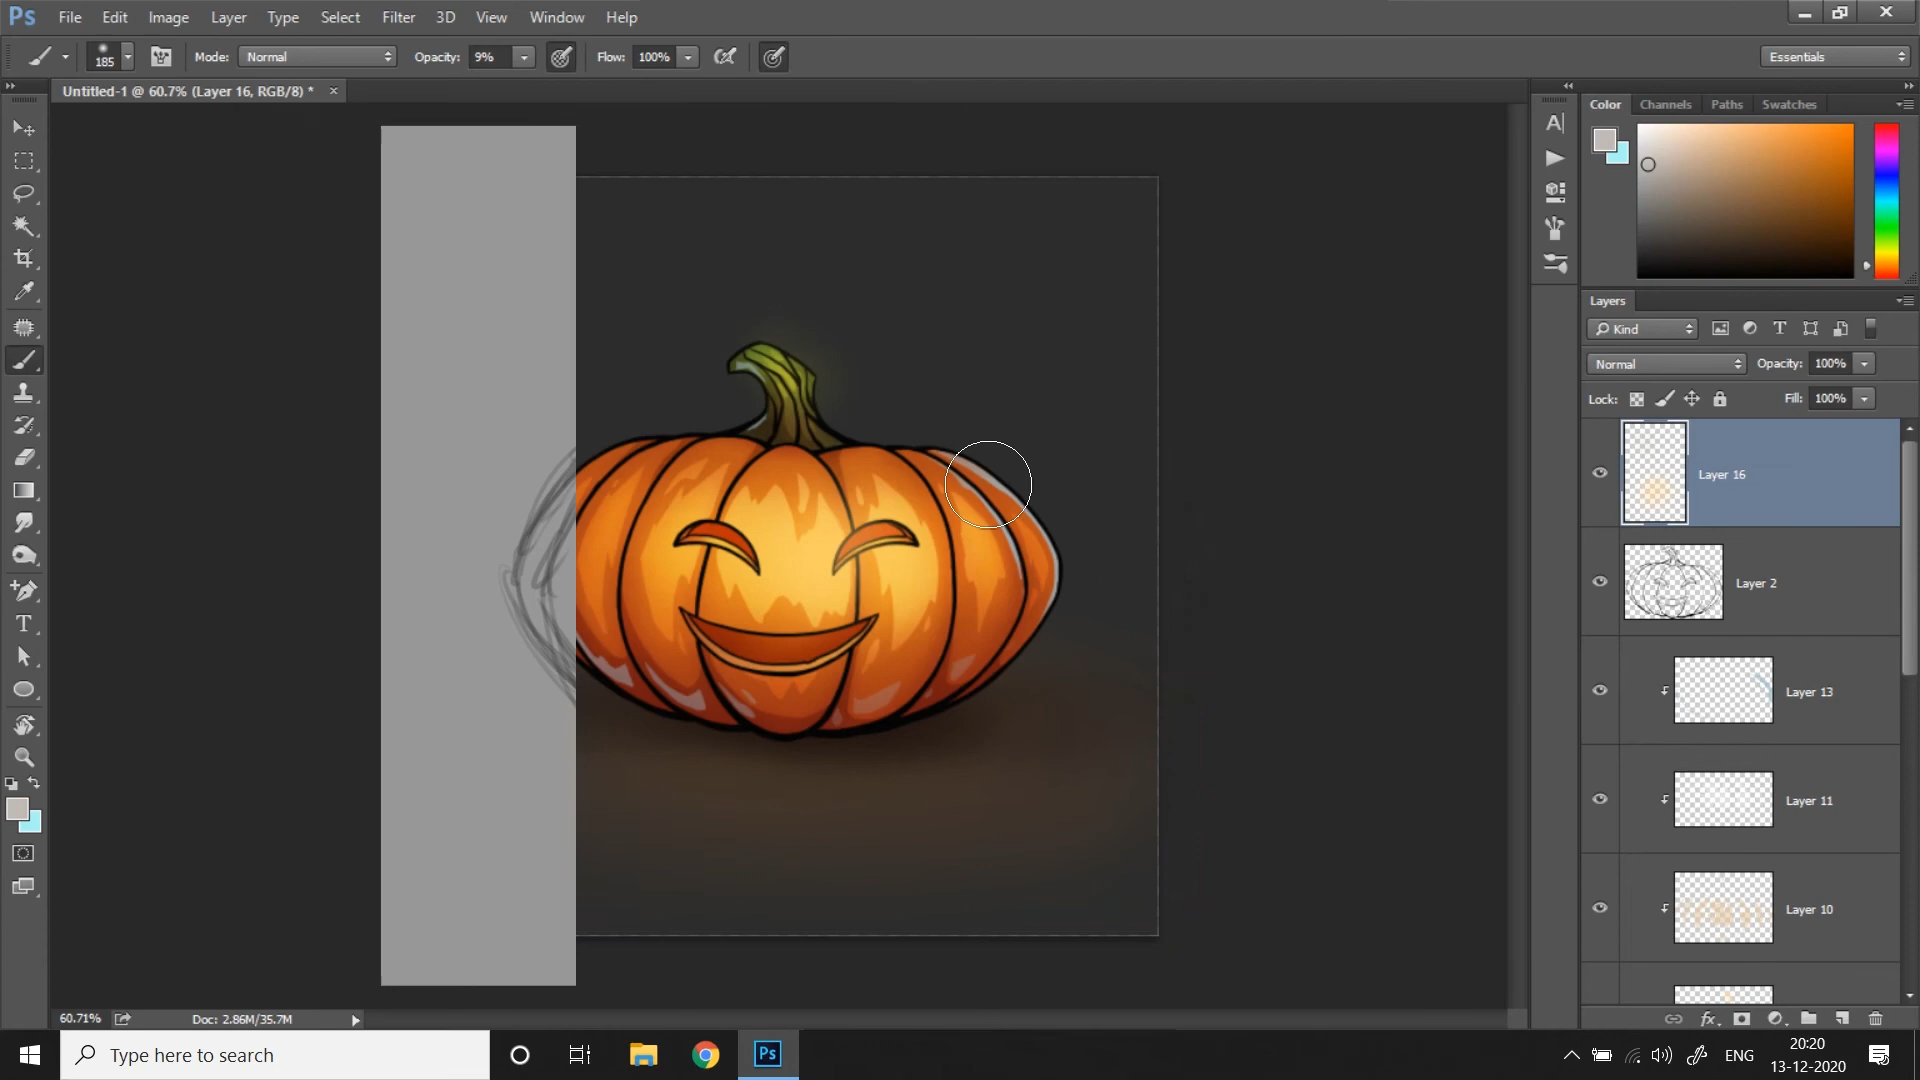 Ps File Edit Image Layer Type Select Filter 3D View Window Help
185 Mode: Normal Opacity: 9% Flow: 100% Essentials
Untitled-1 @ 60.7% (Layer 16, RGB/8) * ×
Color Channels Paths Swatches
Layers
Kind
Normal Opacity: 100%
Lock: Fill: 100%
Layer 16
Layer 2
Layer 13
Layer 11
Layer 10
60.71% Doc: 2.86M/35.7M
Type here to search
Ps
ENG
20:20
13-12-2020